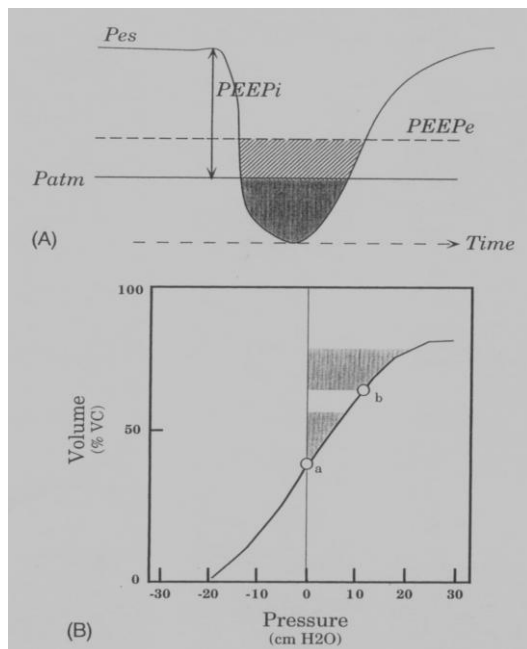 Pes
PEEPi
PEEPe
Patm
(A)
Time
100
50
0
Volume
(% VC)
a
b
-30 -20 -10 0 10 20 30
Pressure
(cm H2O)
(B)